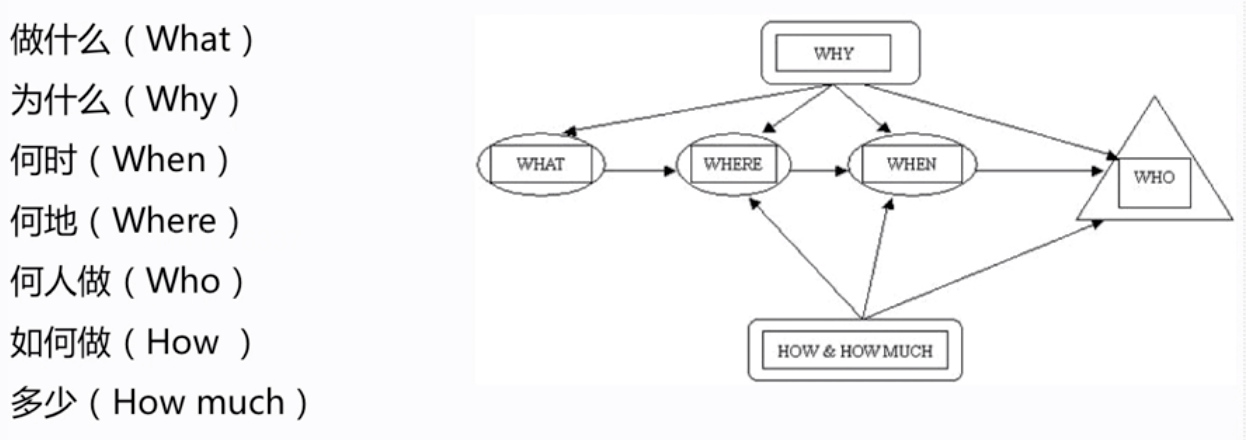 做什么（What）
为什么（Why）
何时（When）
何地（Where）
何人做（Who）
如何做（How ）
多少（How much）
WHY
WHAT
WHERE
WHEN
WHO
HOW & HOW MUCH